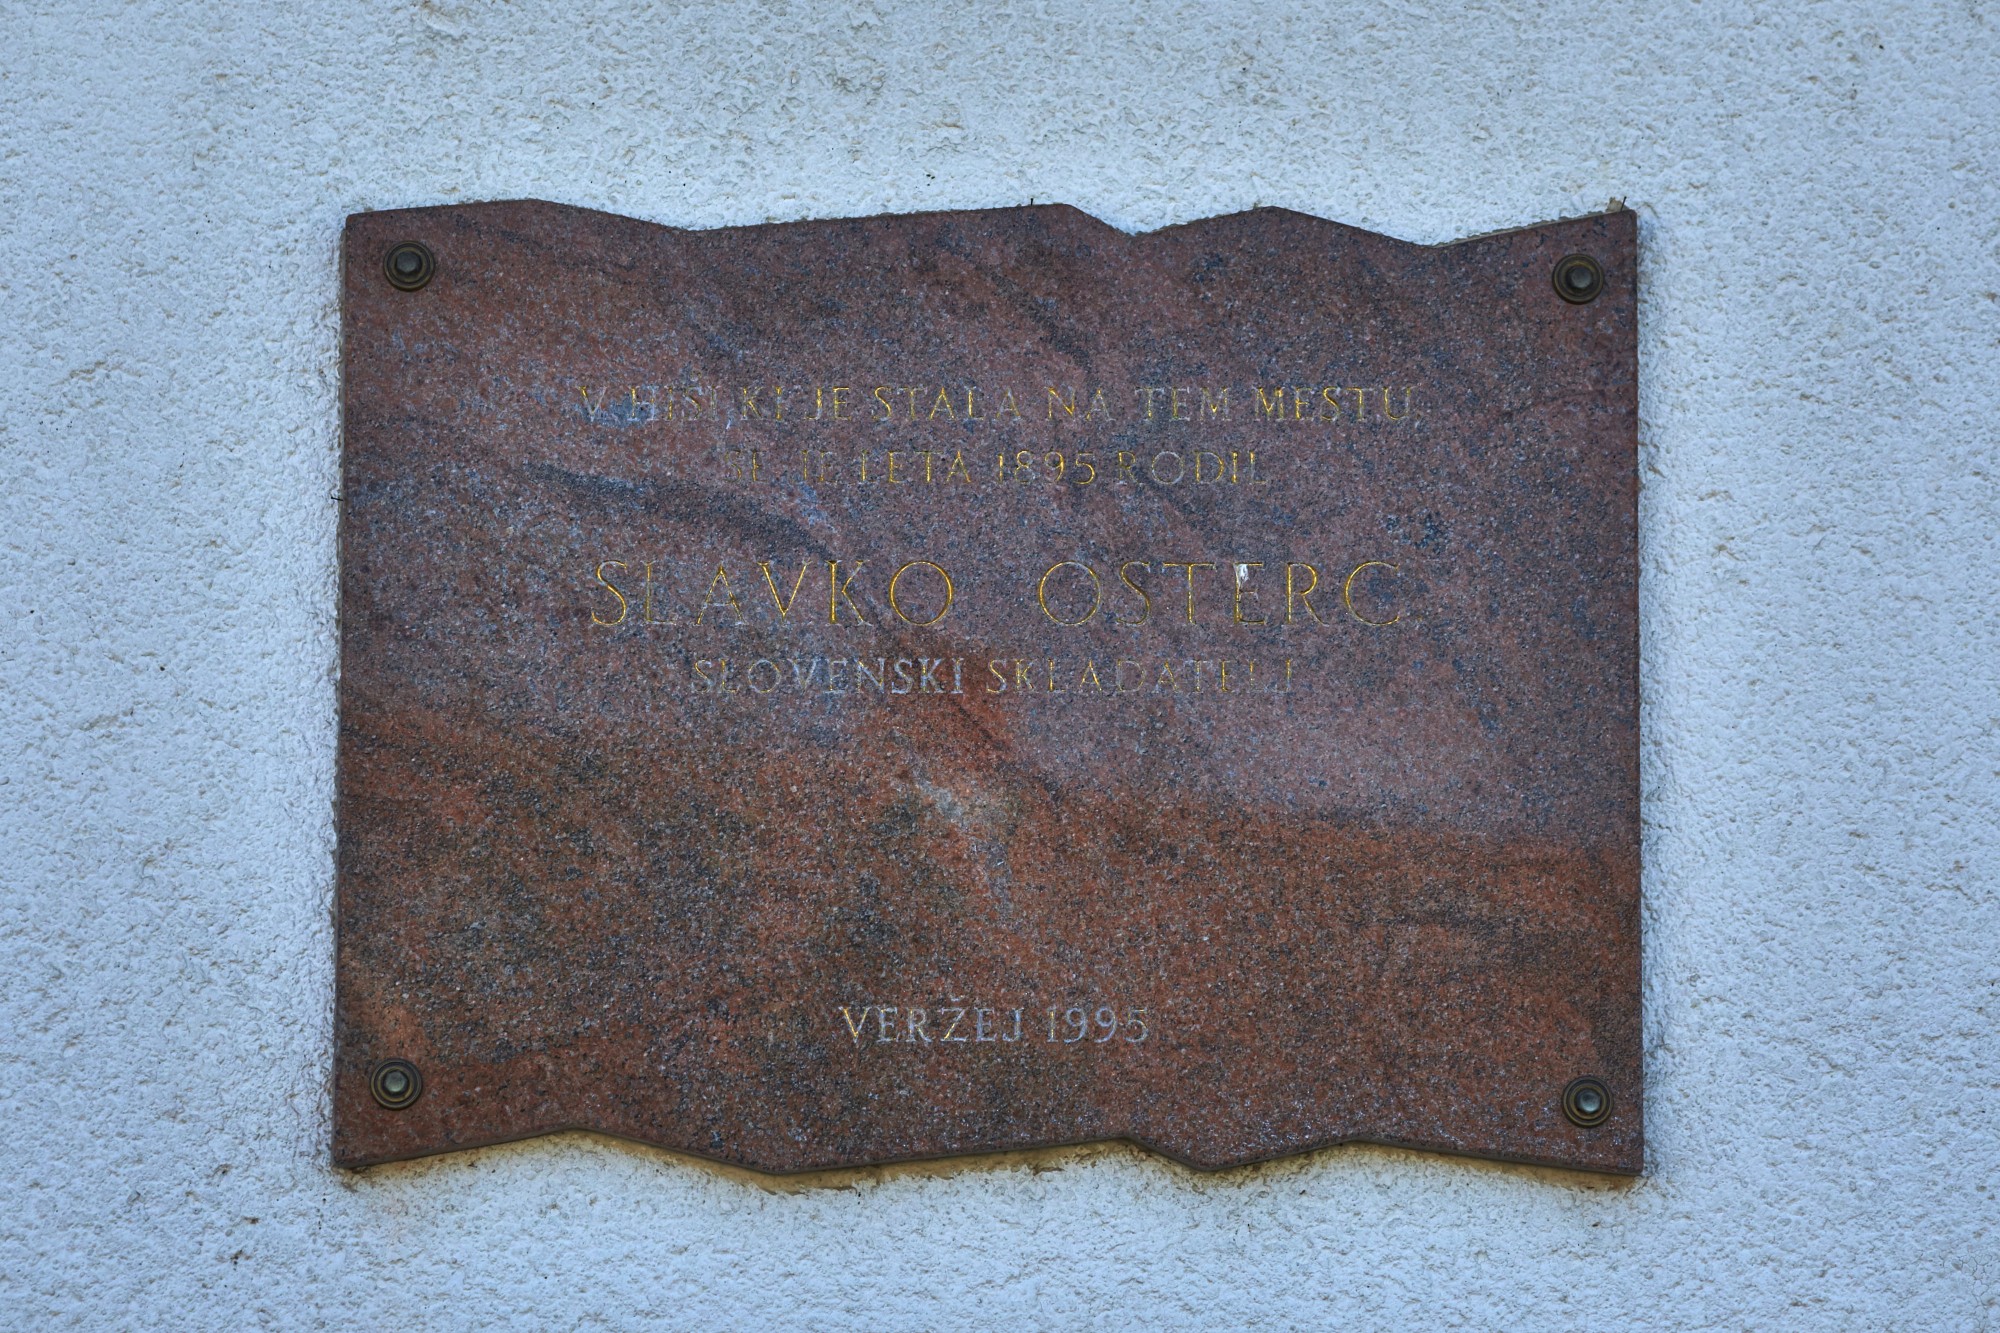 V HIŠI KI JE STALA NA TEM MESTU
SE JE LETA 1895 RODIL
SLAVKO OSTERC
SLOVENSKI SKLADATELJ
VERŽEJ 1995